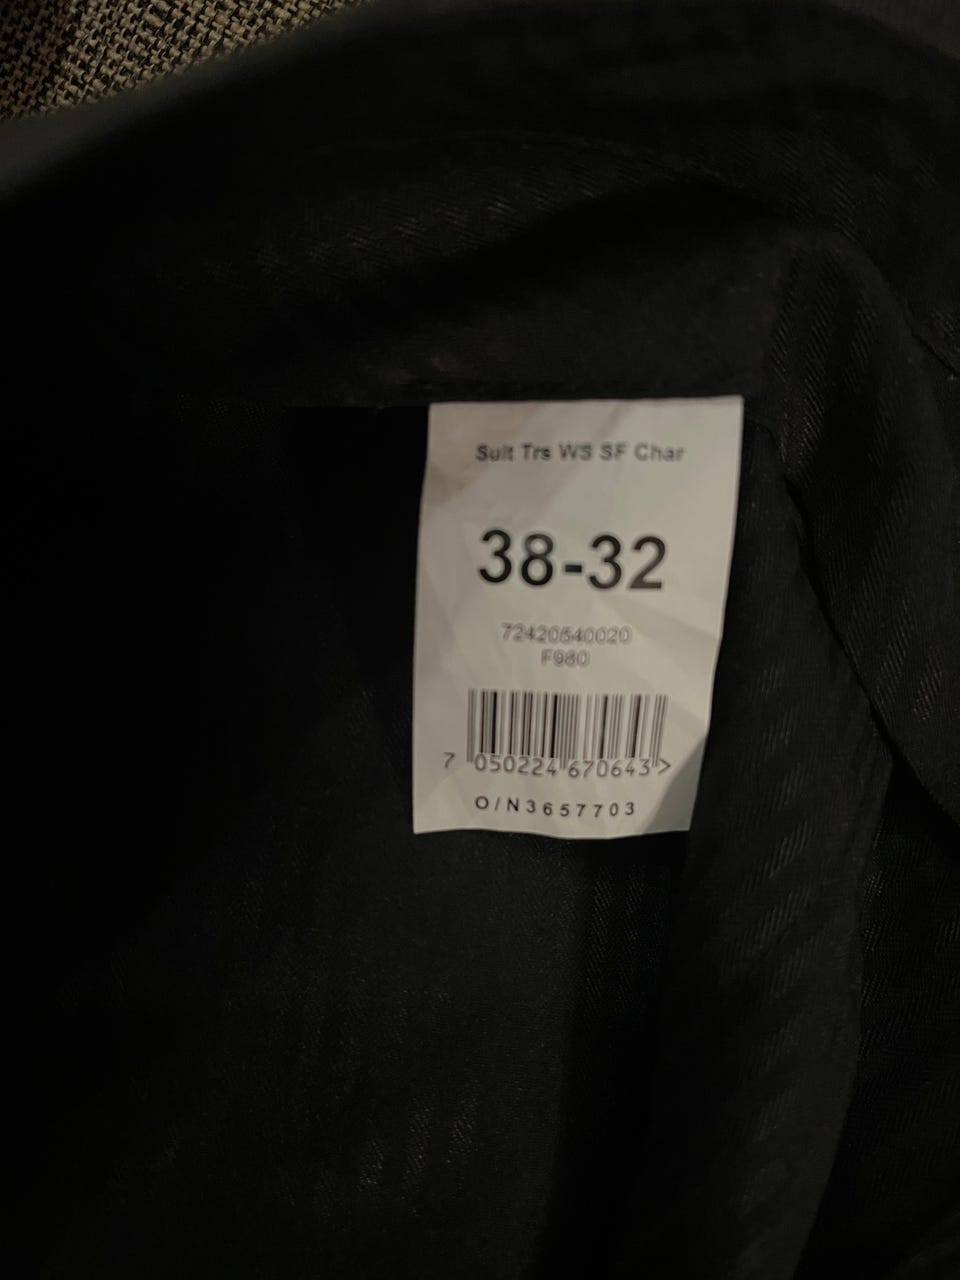 Suit Trs WS SF Char
38-32
72420540020
F980
7 050224 670643 >
O/N3657703